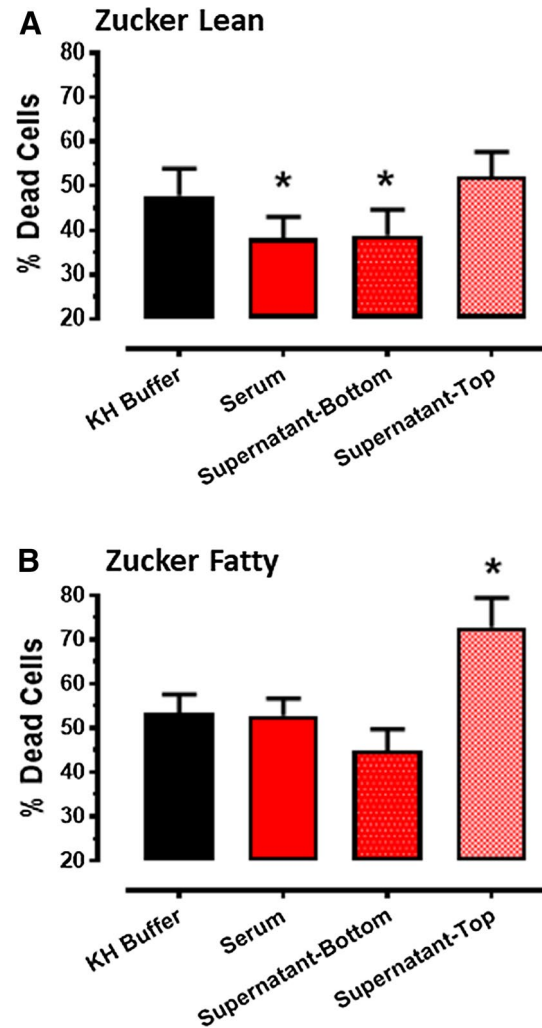 A
Zucker Lean
% Dead Cells
80
70
60
50
40
30
20
*
*
KH Buffer
Serum
Supernatant-Bottom
Supernatant-Top
B
Zucker Fatty
% Dead Cells
80
70
60
50
40
30
20
*
KH Buffer
Serum
Supernatant-Bottom
Supernatant-Top